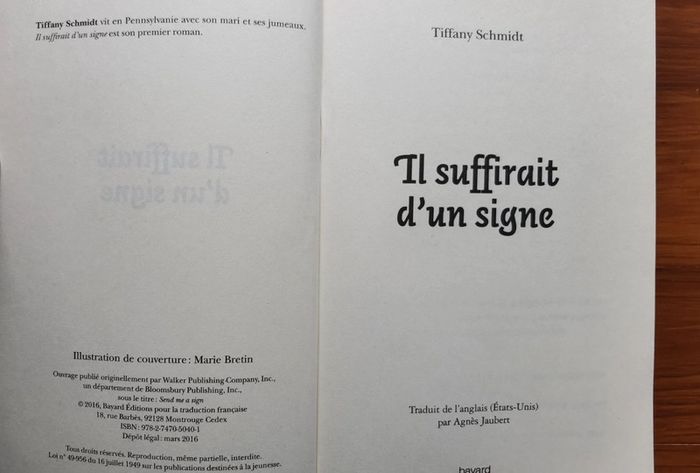 Tiffany Schmidt vit en Pennsylvanie avec son mari et ses jumeaux.
Il suffirait d'un signe est son premier roman.
Illustration de couverture : Marie Bretin
Ouvrage publié originellement par Walker Publishing Company, Inc.,
un département de Bloomsbury Publishing, Inc.,
sous le titre : Send me a sign
© 2016, Bayard Éditions pour la traduction française
18, rue Barbès, 92128 Montrouge Cedex
ISBN : 978-2-7470-5040-1
Dépôt légal : mars 2016
Tous droits réservés. Reproduction, même partielle, interdite.
Loi n° 49-956 du 16 juillet 1949 sur les publications destinées à la jeunesse.
Tiffany Schmidt
Il suffirait
d'un signe
Traduit de l'anglais (États-Unis)
par Agnès Jaubert
bayard